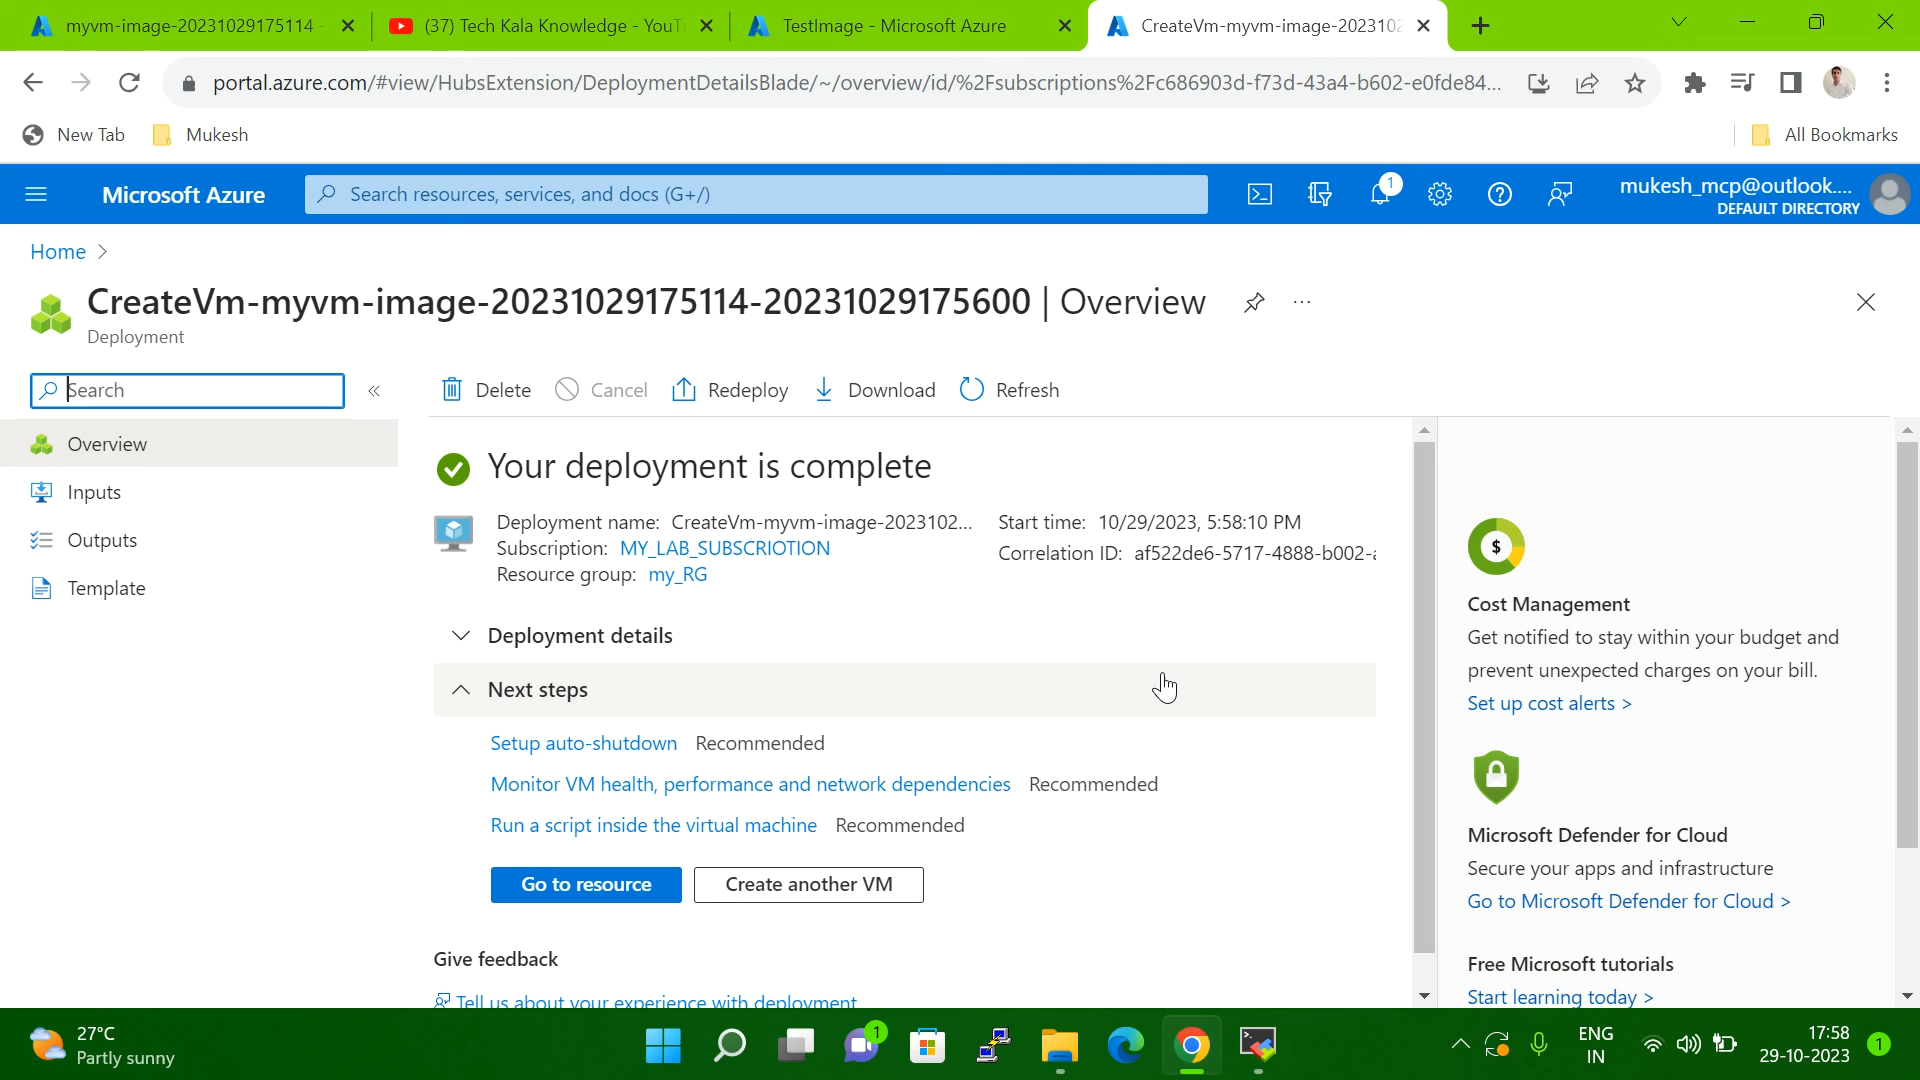 myvm-image-20231029175114 -
(37) Tech Kala Knowledge - YouT
TestImage - Microsoft Azure
CreateVm-myvm-image-2023102
portal.azure.com/#view/HubsExtension/DeploymentDetailsBlade/~/overview/id/%2Fsubscriptions%2Fc686903d-f73d-43a4-b602-e0fde84...
New Tab
Mukesh
All Bookmarks
Microsoft Azure
Search resources, services, and docs (G+/)
1
mukesh_mcp@outlook....
DEFAULT DIRECTORY
Home >
CreateVm-myvm-image-20231029175114-20231029175600 | Overview
Deployment
Search
Delete
Cancel
Redeploy
Download
Refresh
Overview
Inputs
Outputs
Template
Your deployment is complete
Deployment name: CreateVm-myvm-image-2023102...
Subscription: MY_LAB_SUBSCRIOTION
Resource group: my_RG
Start time: 10/29/2023, 5:58:10 PM
Correlation ID: af522de6-5717-4888-b002-
Deployment details
Next steps
Setup auto-shutdown Recommended
Monitor VM health, performance and network dependencies Recommended
Run a script inside the virtual machine Recommended
Go to resource
Create another VM
Give feedback
Tell us about your experience with deployment
$
Cost Management
Get notified to stay within your budget and
prevent unexpected charges on your bill.
Set up cost alerts >
Microsoft Defender for Cloud
Secure your apps and infrastructure
Go to Microsoft Defender for Cloud >
Free Microsoft tutorials
Start learning today >
27°C
Partly sunny
1
ENG
IN
17:58
29-10-2023
1